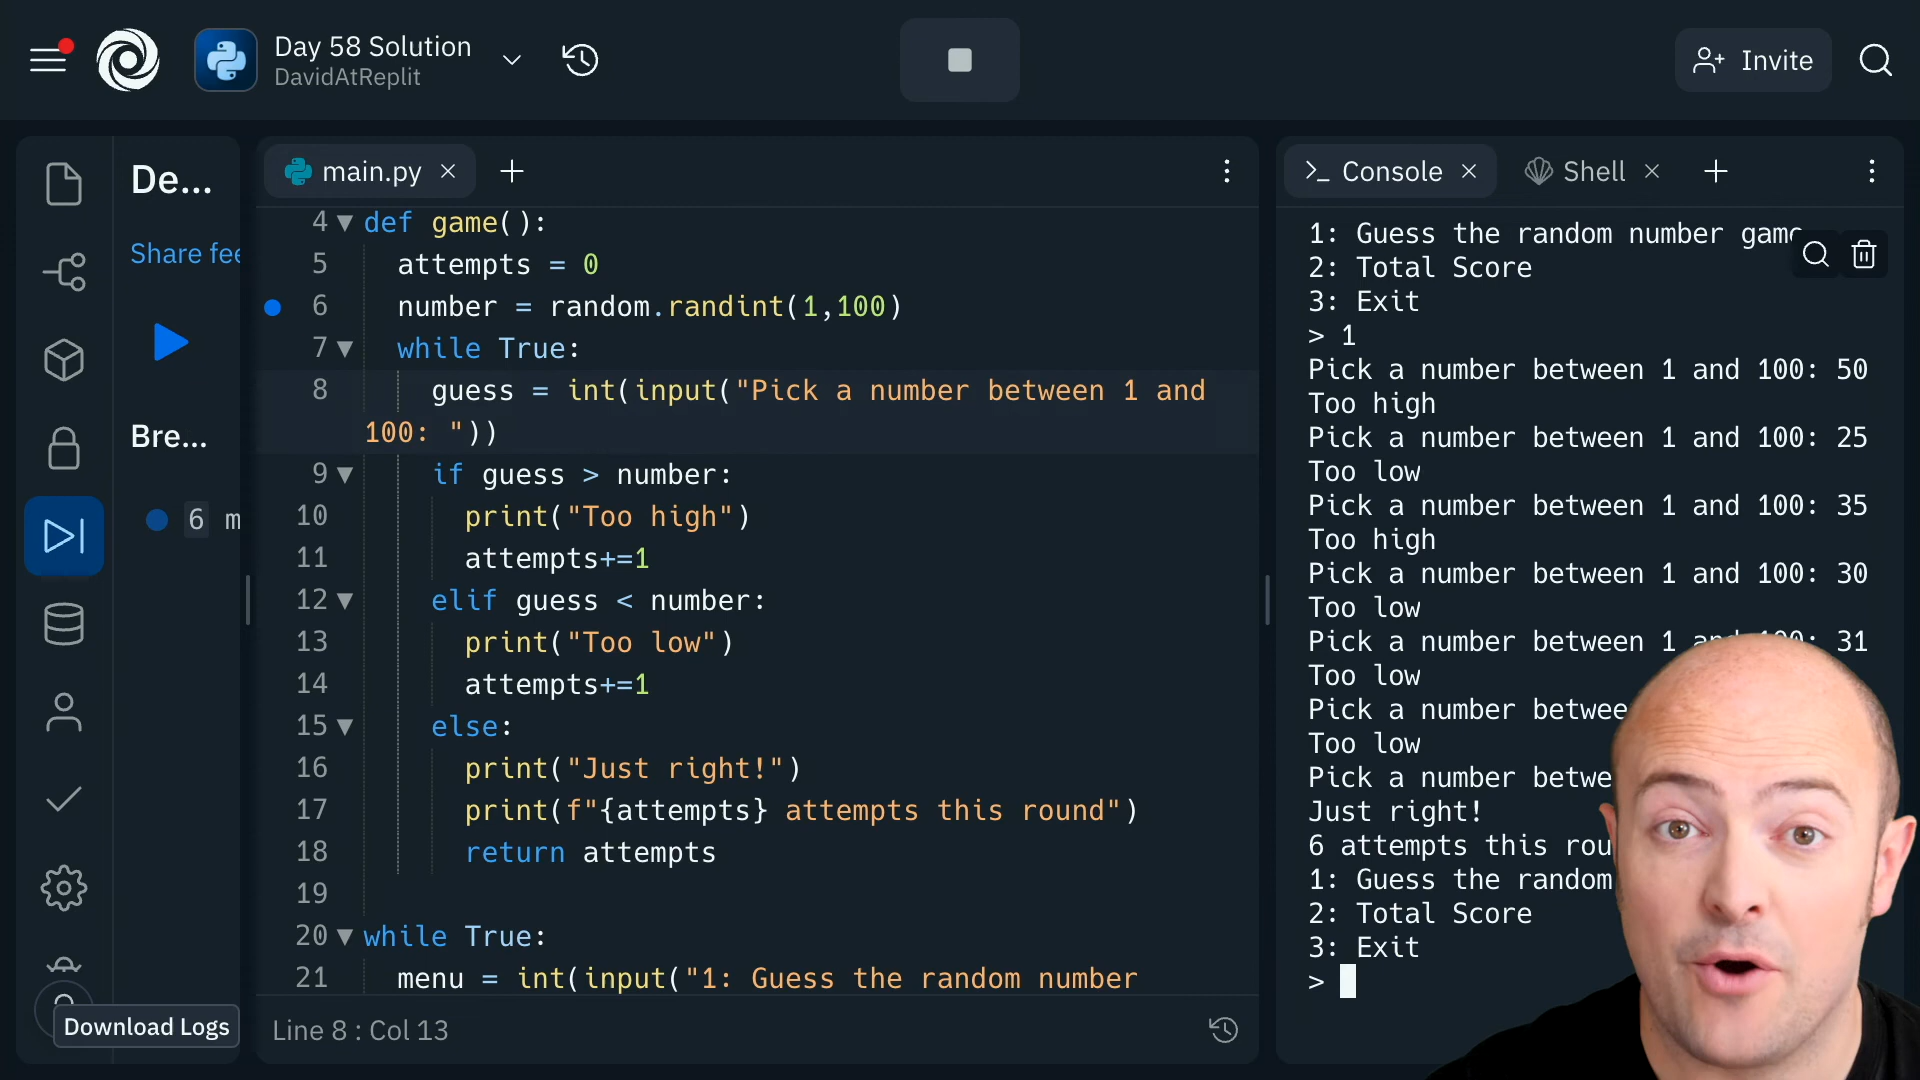 Day 58 Solution
DavidAtReplit
Invite
De...
Share fee
Bre...
6 m
Download Logs
main.py
4 def game():
5 attempts = 0
6 number = random.randint(1,100)
7 while True:
8 guess = int(input("Pick a number between 1 and
100: "))
9 if guess > number:
10 print("Too high")
11 attempts+=1
12 elif guess < number:
13 print("Too low")
14 attempts+=1
15 else:
16 print("Just right!")
17 print(f"{attempts} attempts this round")
18 return attempts
19
20 while True:
21 menu = int(input("1: Guess the random number
Line 8 : Col 13
Console
Shell
1: Guess the random number game
2: Total Score
3: Exit
> 1
Pick a number between 1 and 100: 50
Too high
Pick a number between 1 and 100: 25
Too low
Pick a number between 1 and 100: 35
Too high
Pick a number between 1 and 100: 30
Too low
Pick a number between 1 and 100: 31
Too low
Pick a number betwee
Too low
Pick a number betwe
Just right!
6 attempts this rou
1: Guess the random
2: Total Score
3: Exit
>